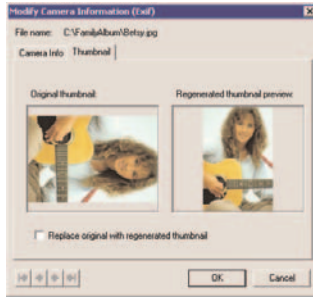 Modify Camera Information (Exif)
File name: C:\FamilyAlbum\Betsy.jpg
Camera Info Thumbnail
Original thumbnail: Regenerated thumbnail preview:
Replace original with regenerated thumbnail
OK Cancel